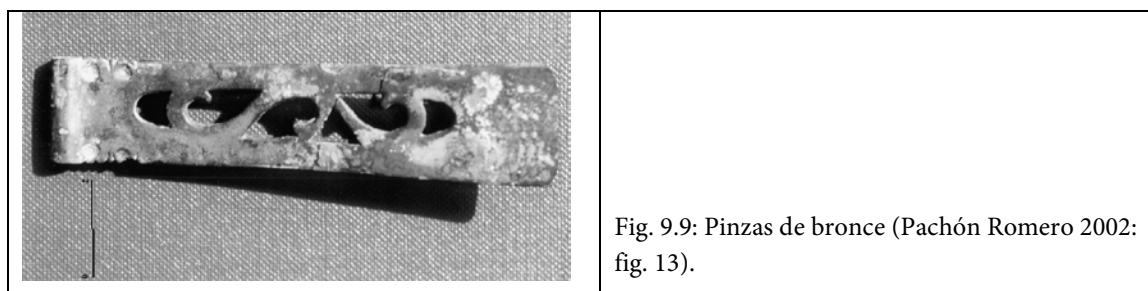 Fig. 9.9: Pinzas de bronce (Pachón Romero 2002:
fig. 13).